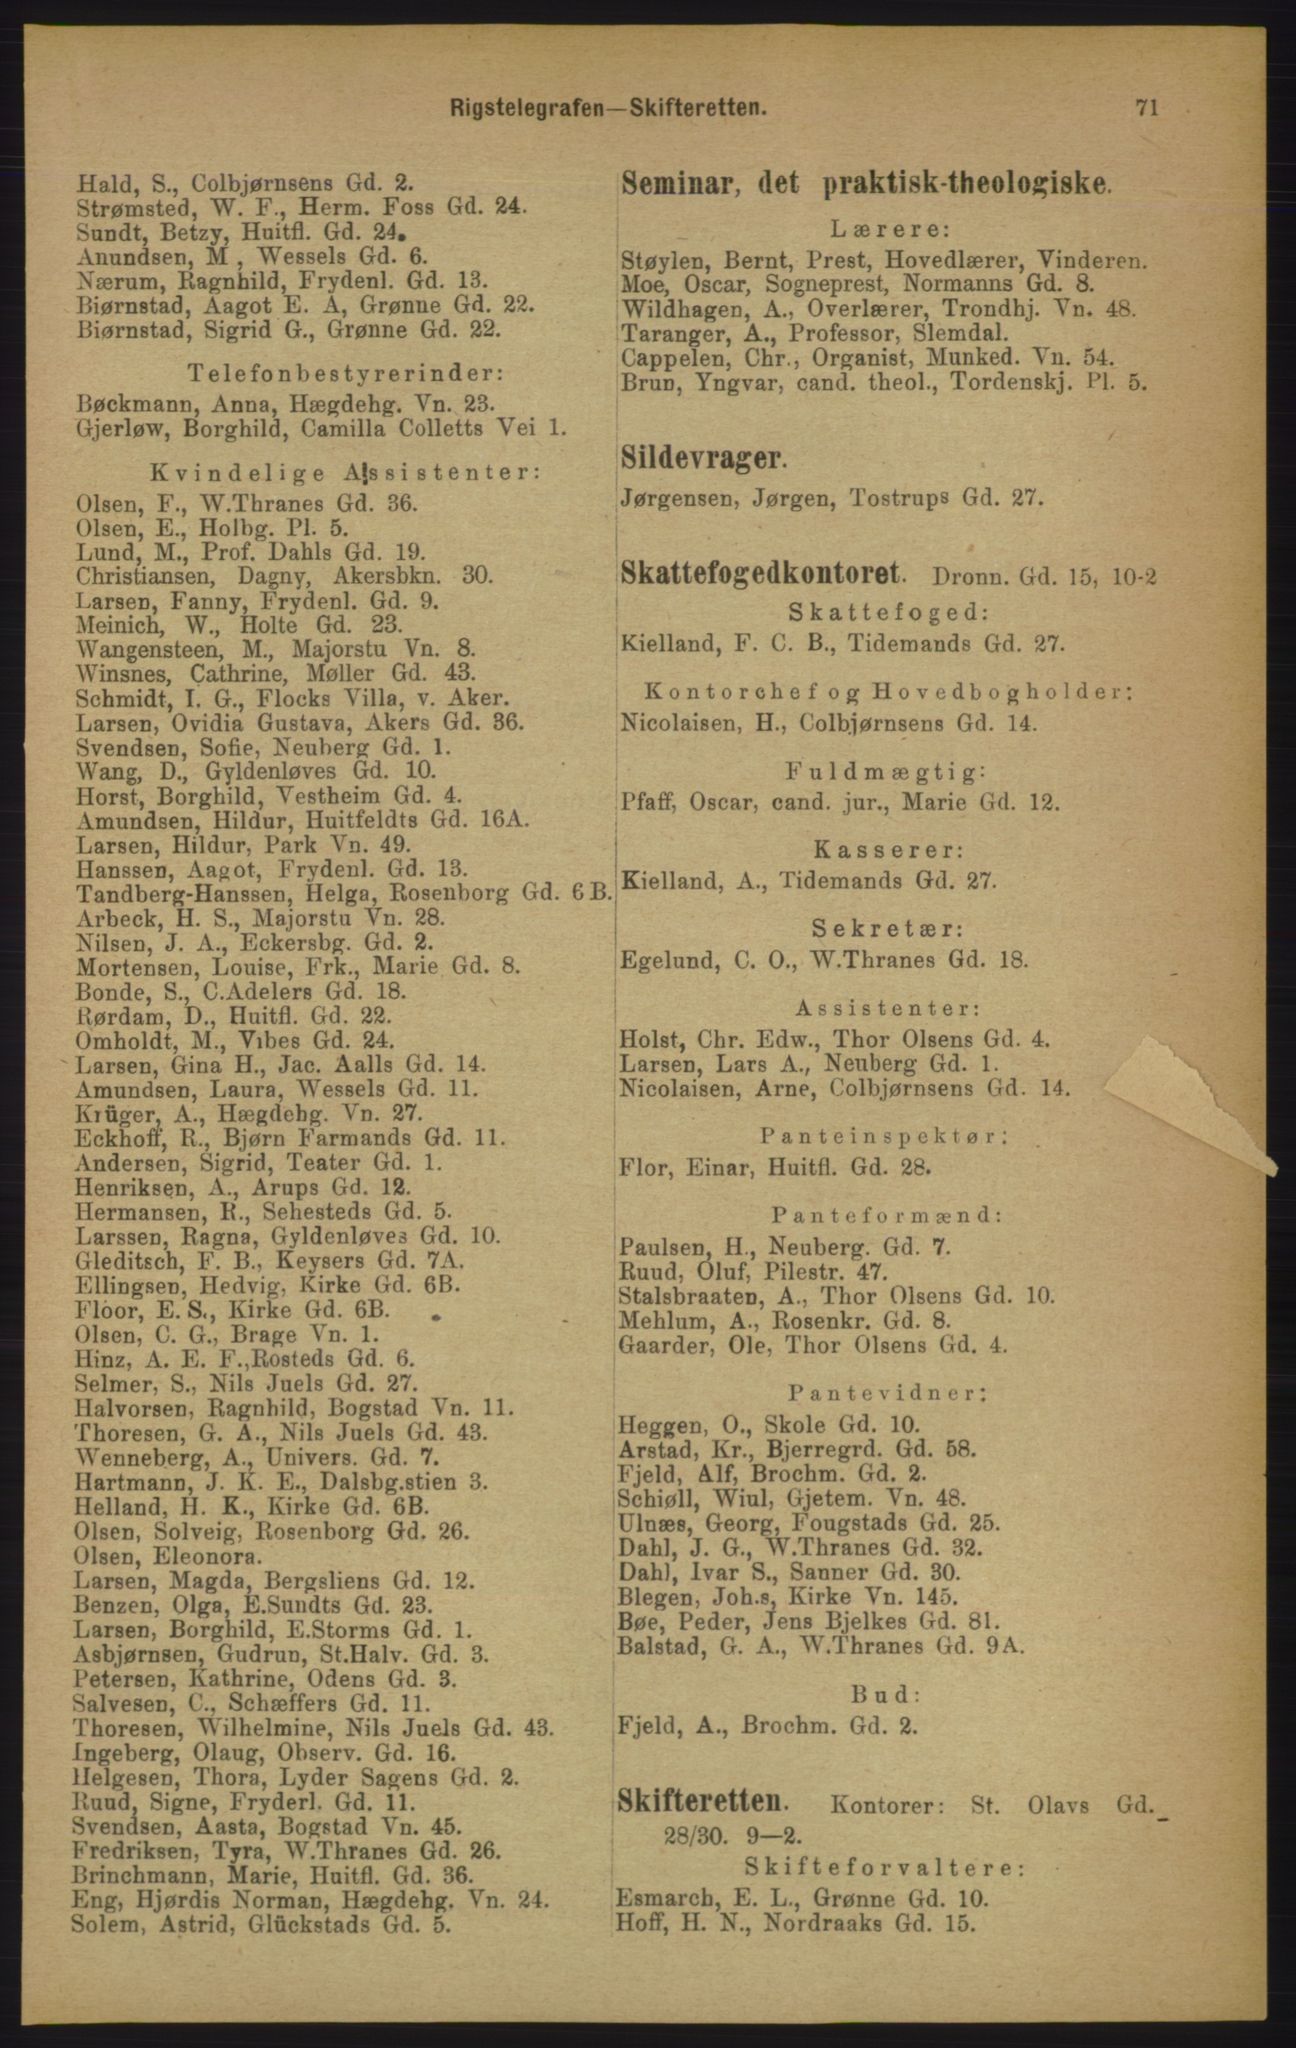 Rigstelegrafen—Skifteretten. 71
Hald, S., Colbjørnsens Gd. 2.
Strømsted, W. F., Herm. Foss Gd. 24.
Sundt, Betzy, Huitfl. Gd. 24.
Anundsen, M , Wessels Gd. 6.
Nærum, Ragnhild, Frydenl. Gd. 13.
Biørnstad, Aagot E. A, Grønne Gd. 22.
Biørnstad, Sigrid G., Grønne Gd. 22.
Telefonbestyrerinder:
Bøckmann, Anna, Hægdehg. Vn. 23.
Gjerløw, Borghild, Camilla Colletts Vei 1.
Kvindelige Assistenter:
Olsen, F., W.Thranes Gd. 36.
Olsen, E., Holbg. Pl. 5.
Lund, M., Prof. Dahls Gd. 19.
Christiansen, Dagny, Akersbkn. 30.
Larsen, Fanny, Frydenl. Gd. 9.
Meinich, W., Holte Gd. 23.
Wangensteen, M., Majorstu Vn. 8.
Winsnes, Cathrine, Møller Gd. 43.
Schmidt, I. G., Flocks Villa, v. Aker.
Larsen, Ovidia Gustava, Akers Gd. 36.
Svendsen, Sofie, Neuberg Gd. 1.
Wang, D., Gyldenløves Gd. 10.
Horst, Borghild, Vestheim Gd. 4.
Amundsen, Hildur, Huitfeldts Gd. 16A.
Larsen, Hildur, Park Vn. 49.
Hanssen, Aagot, Frydenl. Gd. 13.
Tandberg-Hanssen, Helga, Rosenborg Gd. 6 B.
Arbeck, H. S., Majorstu Vn. 28.
Nilsen, J. A., Eckersbg. Gd. 2.
Mortensen, Louise, Frk., Marie Gd. 8.
Bonde, S., C.Adelers Gd. 18.
Rørdam, D., Huitfl. Gd. 22.
Omholdt, M., Vibes Gd. 24.
Larsen, Gina H., Jac. Aalls Gd. 14.
Amundsen, Laura, Wessels Gd. 11.
Krüger, A., Hægdehg. Vn. 27.
Eckhoff, R., Bjørn Farmands Gd. 11.
Andersen, Sigrid, Teater Gd. 1.
Henriksen, A., Arups Gd. 12.
Hermansen, R., Sehesteds Gd. 5.
Larssen, Ragna, Gyldenløves Gd. 10.
Gleditsch, F. B., Keysers Gd. 7A.
Ellingsen, Hedvig, Kirke Gd. 6B.
Floor, E. S., Kirke Gd. 6B.
Olsen, C. G., Brage Vn. 1.
Hinz, A. E. F.,Rosteds Gd. 6.
Selmer, S., Nils Juels Gd. 27.
Halvorsen, Ragnhild, Bogstad Vn. 11.
Thoresen, G. A., Nils Juels Gd. 43.
Wenneberg, A., Univers. Gd. 7.
Hartmann, J. K. E., Dalsbg.stien 3.
Helland, H. K., Kirke Gd. 6B.
Olsen, Solveig, Rosenborg Gd. 26.
Olsen, Eleonora.
Larsen, Magda, Bergsliens Gd. 12.
Benzen, Olga, E.Sundts Gd. 23.
Larsen, Borghild, E.Storms Gd. 1.
Asbjørnsen, Gudrun, St.Halv. Gd. 3.
Petersen, Kathrine, Odens Gd. 3.
Salvesen, C., Schæffers Gd. 11.
Thoresen, Wilhelmine, Nils Juels Gd. 43.
Ingeberg, Olaug, Observ. Gd. 16.
Helgesen, Thora, Lyder Sagens Gd. 2.
Ruud, Signe, Fryderl. Gd. 11.
Svendsen, Aasta, Bogstad Vn. 45.
Fredriksen, Tyra, W.Thranes Gd. 26.
Brinchmann, Marie, Huitfl. Gd. 36.
Eng, Hjørdis Norman, Hægdehg. Vn. 24.
Solem, Astrid, Glückstads Gd. 5.
Seminar, det praktisk-theologiske.
Lærere:
Støylen, Bernt, Prest, Hovedlærer, Vinderen.
Moe, Oscar, Sogneprest, Normanns Gd. 8.
Wildhagen, A., Overlærer, Trondhj. Vn. 48.
Taranger, A., Professor, Slemdal.
Cappelen, Chr., Organist, Munked. Vn. 54.
Brun, Yngvar, cand. theol., Tordenskj. Pl. 5.
Sildevrager.
Jørgensen, Jørgen, Tostrups Gd. 27.
Skattefogedkontoret. Dronn. Gd. 15, 10-2
Skattefoged:
Kielland, F. C. B., Tidemands Gd. 27.
Kontorchef og Hovedbogholder:
Nicolaisen, H., Colbjørnsens Gd. 14.
Fuldmægtig:
Pfaff, Oscar, cand. jur., Marie Gd. 12.
Kasserer:
Kielland, A., Tidemands Gd. 27.
Sekretær:
Egelund, C. O., W.Thranes Gd. 18.
Assistenter:
Holst, Chr. Edw., Thor Olsens Gd. 4.
Larsen, Lars A., Neuberg Gd. 1.
Nicolaisen, Arne, Colbjørnsens Gd. 14.
Panteinspektør:
Flor, Einar, Huitfl. Gd. 28.
Panteformænd:
Paulsen, H., Neuberg. Gd. 7.
Ruud, Oluf, Pilestr. 47.
Stalsbraaten, A., Thor Olsens Gd. 10.
Mehlum, A., Rosenkr. Gd. 8.
Gaarder, Ole, Thor Olsens Gd. 4.
Pantevidner:
Heggen, O., Skole Gd. 10.
Arstad, Kr., Bjerregrd. Gd. 58.
Fjeld, Alf, Brochm. Gd. 2.
Schiøll, Wiul, Gjetem. Vn. 48.
Ulnæs, Georg, Fougstads Gd. 25.
Dahl, J. G., W.Thranes Gd. 32.
Dahl, Ivar S., Sanner Gd. 30.
Blegen, Joh.s, Kirke Vn. 145.
Bøe, Peder, Jens Bjelkes Gd. 81.
Balstad, G. A., W.Thranes Gd. 9A.
Bud:
Fjeld, A., Brochm. Gd. 2.
Skifteretten. Kontorer: St. Olavs Gd.
28/30. 9—2.
Skifteforvaltere:
Esmarch, E. L., Grønne Gd. 10.
Hoff, H. N., Nordraaks Gd. 15.